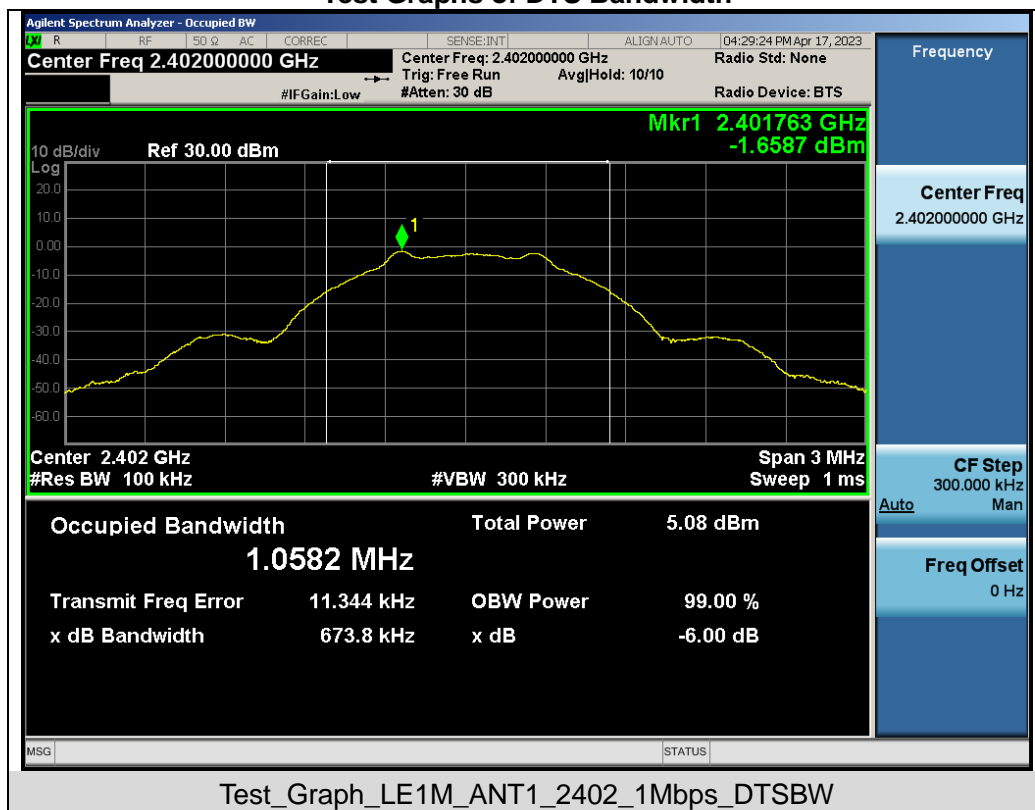 Test Graphs of DTS Bandwidth
Agilent Spectrum Analyzer - Occupied BW
LXI R RF 50 Ω AC CORREC SENSE:INT ALIGN AUTO 04:29:24 PM Apr 17, 2023
Center Freq 2.402000000 GHz
Center Freq: 2.402000000 GHz
Radio Std: None
Trig: Free Run Avg|Hold: 10/10
#IFGain:Low #Atten: 30 dB
Radio Device: BTS
Frequency
Mkr1 2.401763 GHz
-1.6587 dBm
10 dB/div Ref 30.00 dBm
Log
20.0
10.0
0.00
-10.0
-20.0
-30.0
-40.0
-50.0
-60.0
1
Center 2.402 GHz Span 3 MHz
#Res BW 100 kHz #VBW 300 kHz Sweep 1 ms
Center Freq
2.402000000 GHz
CF Step
300.000 kHz
Auto Man
Freq Offset
0 Hz
Occupied Bandwidth Total Power 5.08 dBm
1.0582 MHz
Transmit Freq Error 11.344 kHz OBW Power 99.00 %
x dB Bandwidth 673.8 kHz x dB -6.00 dB
MSG STATUS
Test_Graph_LE1M_ANT1_2402_1Mbps_DTSBW